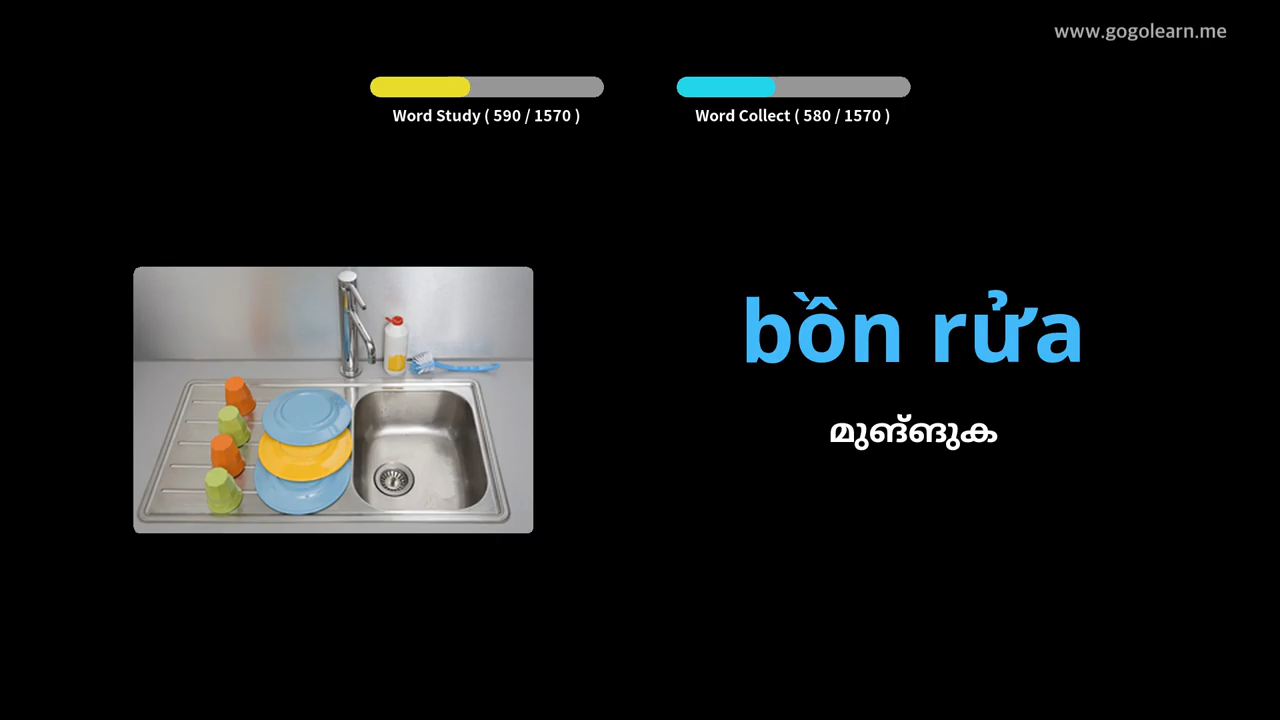 www.gogolearn.me
Word Study ( 590 / 1570 )
Word Collect ( 580 / 1570 )
bồn rửa
മുങ്ങുക